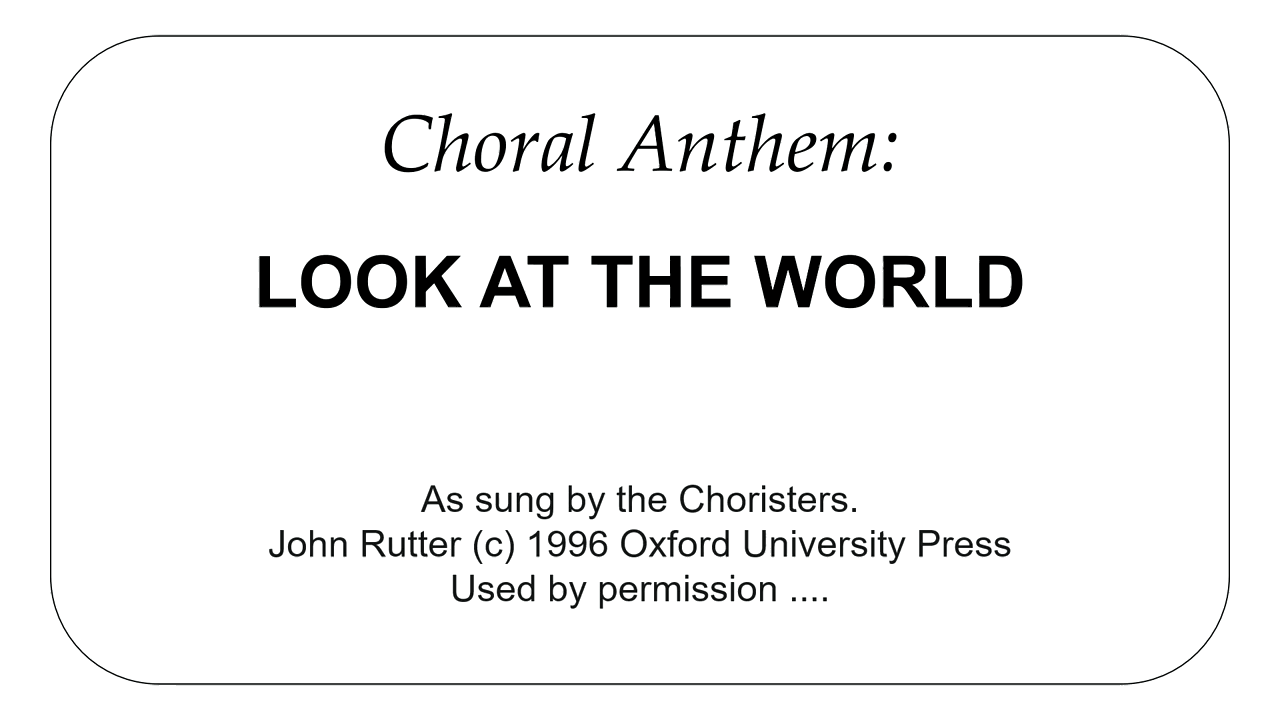 Choral Anthem:
LOOK AT THE WORLD
As sung by the Choristers.
John Rutter (c) 1996 Oxford University Press
Used by permission ....